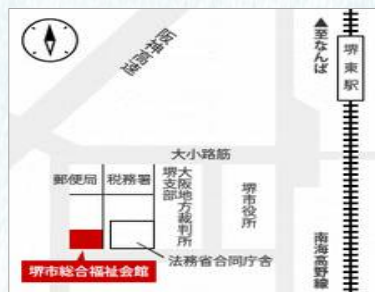 ▲至なんば
堺東駅
阪神高速
大小路筋
郵便局
税務署
大阪地方裁判所
堺支部
堺市役所
法務省合同庁舎
南海高野線
堺市総合福祉会館